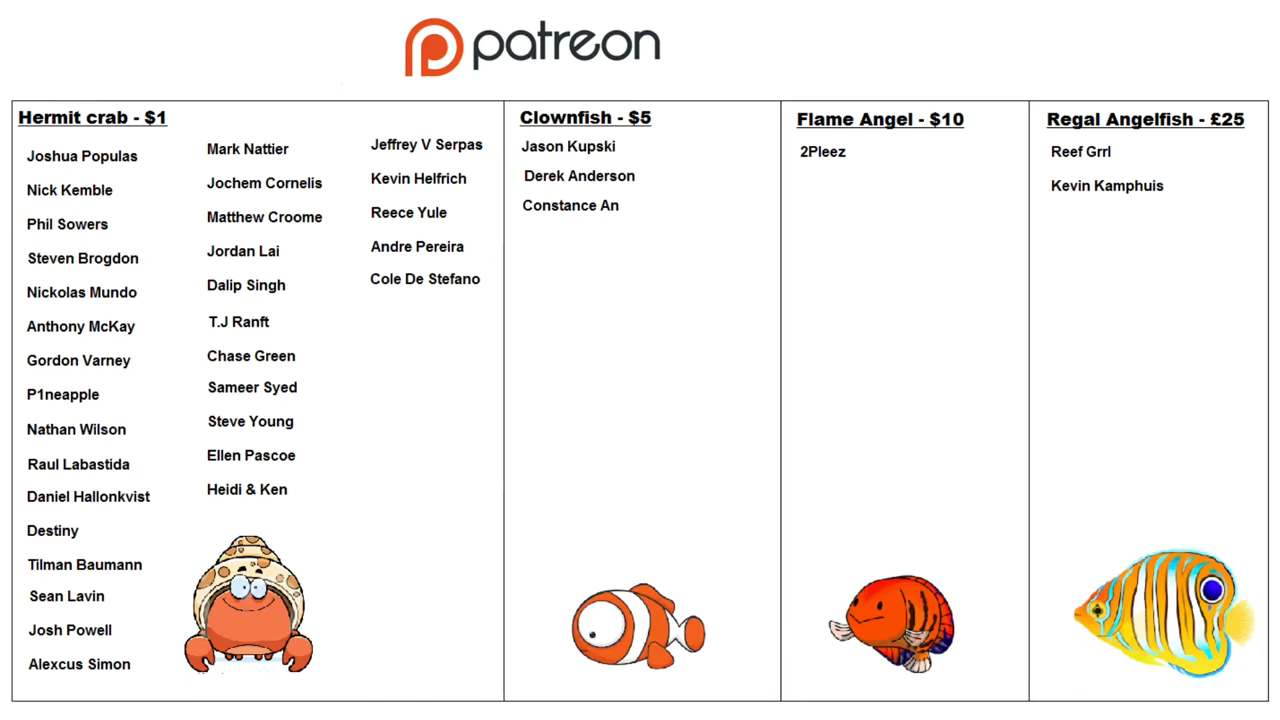 patreon
Hermit crab - $1
Joshua Populas
Nick Kemble
Phil Sowers
Steven Brogdon
Nickolas Mundo
Anthony McKay
Gordon Varney
P1neapple
Nathan Wilson
Raul Labastida
Daniel Hallonkvist
Destiny
Tilman Baumann
Sean Lavin
Josh Powell
Alexcus Simon
Mark Nattier
Jochem Cornelis
Matthew Croome
Jordan Lai
Dalip Singh
T.J Ranft
Chase Green
Sameer Syed
Steve Young
Ellen Pascoe
Heidi & Ken
Jeffrey V Serpas
Kevin Helfrich
Reece Yule
Andre Pereira
Cole De Stefano
Clownfish - $5
Jason Kupski
Derek Anderson
Constance An
Flame Angel - $10
2Pleez
Regal Angelfish - £25
Reef Grrl
Kevin Kamphuis